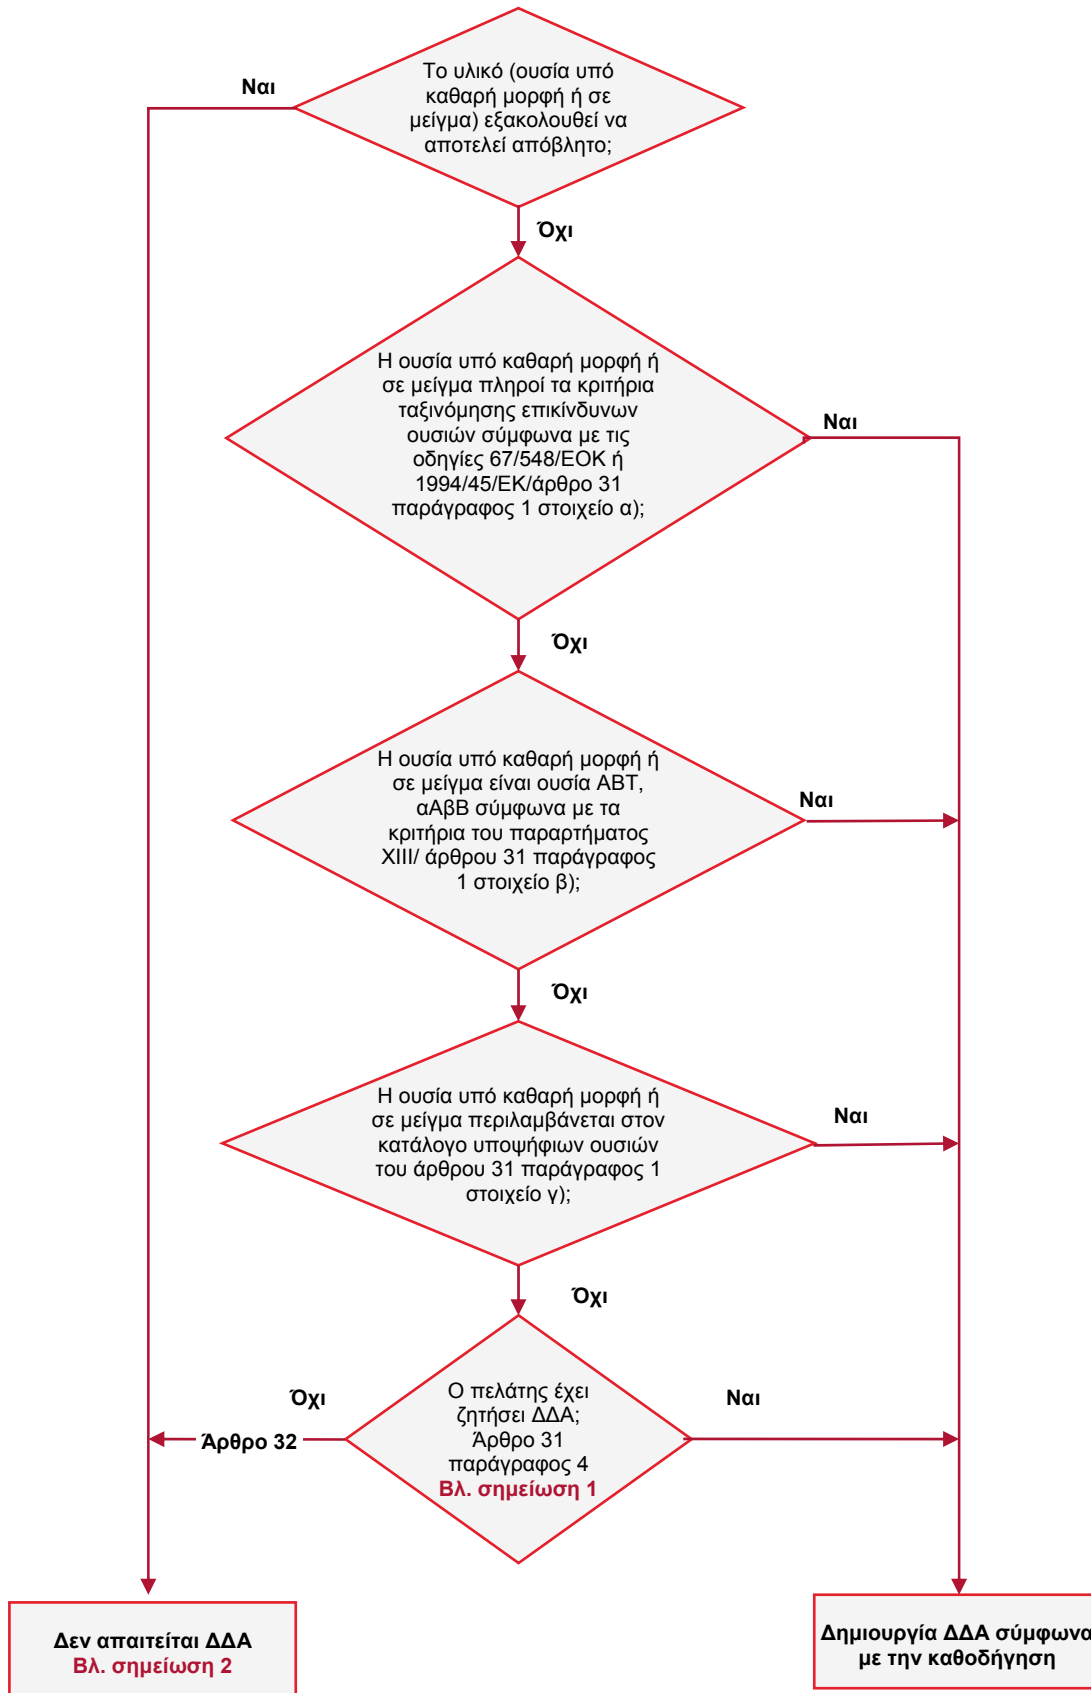 Ναι
Το υλικό (ουσία υπό
καθαρή μορφή ή σε
μείγμα) εξακολουθεί να
αποτελεί απόβλητο;
Όχι
Η ουσία υπό καθαρή μορφή ή
σε μείγμα πληροί τα κριτήρια
ταξινόμησης επικίνδυνων
ουσιών σύμφωνα με τις
οδηγίες 67/548/ΕΟΚ ή
1994/45/ΕΚ/άρθρο 31
παράγραφος 1 στοιχείο α);
Ναι
Όχι
Η ουσία υπό καθαρή μορφή ή
σε μείγμα είναι ουσία ΑΒΤ,
αΑβΒ σύμφωνα με τα
κριτήρια του παραρτήματος
XIII/ άρθρου 31 παράγραφος
1 στοιχείο β);
Ναι
Όχι
Η ουσία υπό καθαρή μορφή ή
σε μείγμα περιλαμβάνεται στον
κατάλογο υποψήφιων ουσιών
του άρθρου 31 παράγραφος 1
στοιχείο γ);
Ναι
Όχι
Ο πελάτης έχει
ζητήσει ΔΔΑ;
Άρθρο 31
παράγραφος 4
Βλ. σημείωση 1
Όχι
Άρθρο 32
Ναι
Δεν απαιτείται ΔΔΑ
Βλ. σημείωση 2
Δημιουργία ΔΔΑ σύμφωνα
με την καθοδήγηση